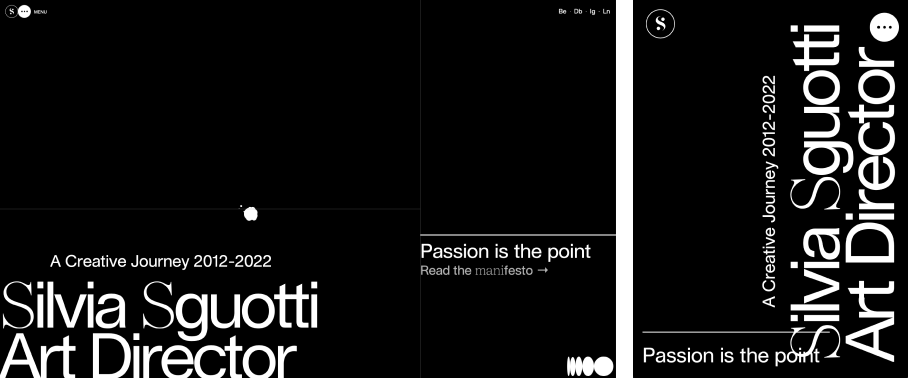 S
MENU
Be · Db · Ig · Ln
A Creative Journey 2012-2022
Silvia Sguotti
Art Director
Passion is the point
Read the manifesto →
S
A Creative Journey 2012-2022
Silvia Sguotti
Art Director
Passion is the point